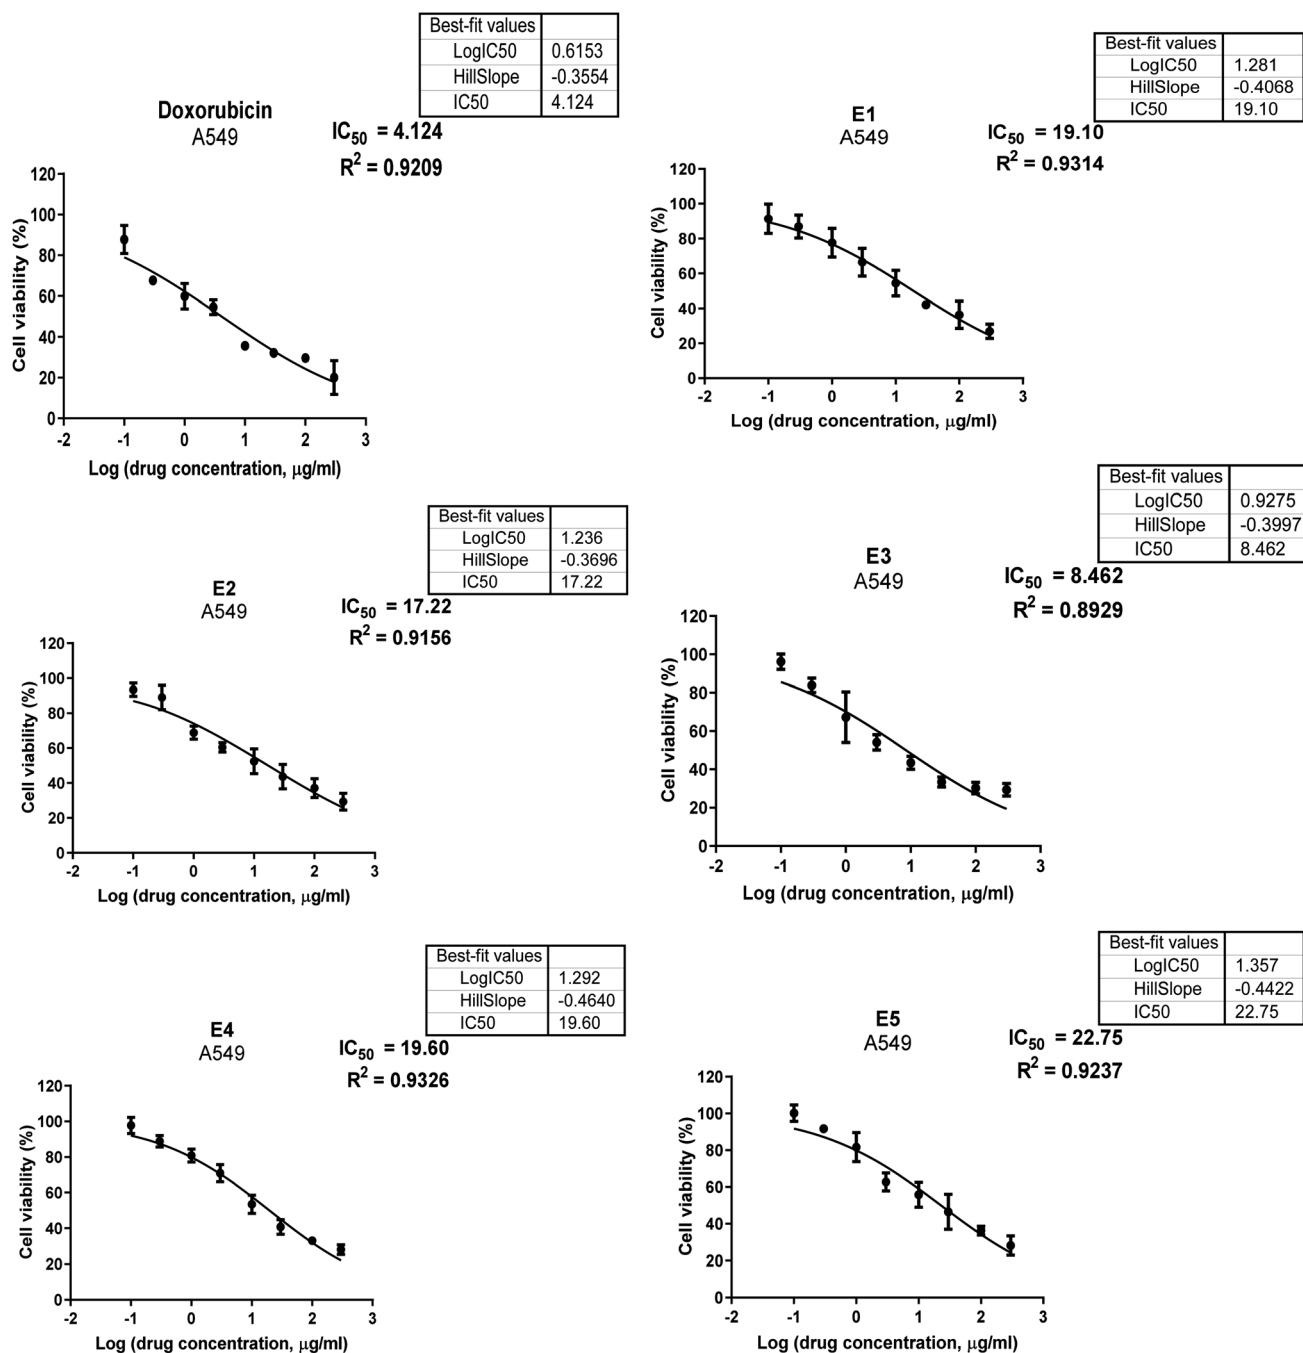 Best-fit values
LogIC50 0.6153
HillSlope -0.3554
IC50 4.124
Doxorubicin
A549
IC50 = 4.124
R2 = 0.9209
Cell viability (%)
120
100
80
60
40
20
0
-2 -1 0 1 2 3
Log (drug concentration, μg/ml)
Best-fit values
LogIC50 1.281
HillSlope -0.4068
IC50 19.10
E1
A549
IC50 = 19.10
R2 = 0.9314
Cell viability (%)
120
100
80
60
40
20
0
-2 -1 0 1 2 3
Log (drug concentration, μg/ml)
Best-fit values
LogIC50 1.236
HillSlope -0.3696
IC50 17.22
E2
A549
IC50 = 17.22
R2 = 0.9156
Cell viability (%)
120
100
80
60
40
20
0
-2 -1 0 1 2 3
Log (drug concentration, μg/ml)
Best-fit values
LogIC50 0.9275
HillSlope -0.3997
IC50 8.462
E3
A549
IC50 = 8.462
R2 = 0.8929
Cell viability (%)
120
100
80
60
40
20
0
-2 -1 0 1 2 3
Log (drug concentration, μg/ml)
Best-fit values
LogIC50 1.292
HillSlope -0.4640
IC50 19.60
E4
A549
IC50 = 19.60
R2 = 0.9326
Cell viability (%)
120
100
80
60
40
20
0
-2 -1 0 1 2 3
Log (drug concentration, μg/ml)
Best-fit values
LogIC50 1.357
HillSlope -0.4422
IC50 22.75
E5
A549
IC50 = 22.75
R2 = 0.9237
Cell viability (%)
120
100
80
60
40
20
0
-2 -1 0 1 2 3
Log (drug concentration, μg/ml)